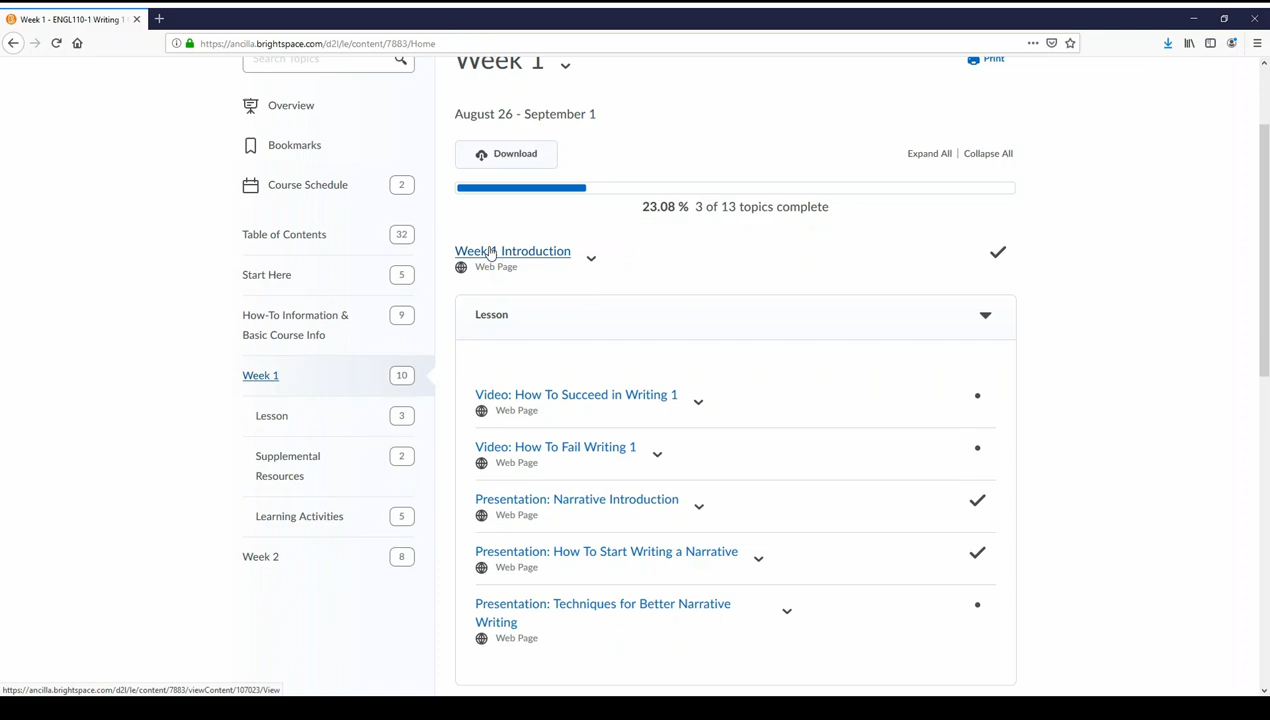 Week 1 - ENGL110-1 Writing 1
https://ancilla.brightspace.com/d2l/le/content/7883/Home
Search Topics
Overview
Bookmarks
Course Schedule 2
Table of Contents 32
Start Here 5
How-To Information &
Basic Course Info 9
Week 1 10
Lesson 3
Supplemental
Resources 2
Learning Activities 5
Week 2 8
Week 1
Print
August 26 - September 1
Download
Expand All | Collapse All
23.08 % 3 of 13 topics complete
Week 1 Introduction
Web Page
Lesson
Video: How To Succeed in Writing 1
Web Page
Video: How To Fail Writing 1
Web Page
Presentation: Narrative Introduction
Web Page
Presentation: How To Start Writing a Narrative
Web Page
Presentation: Techniques for Better Narrative
Writing
Web Page
https://ancilla.brightspace.com/d2l/le/content/7883/viewContent/107023/View